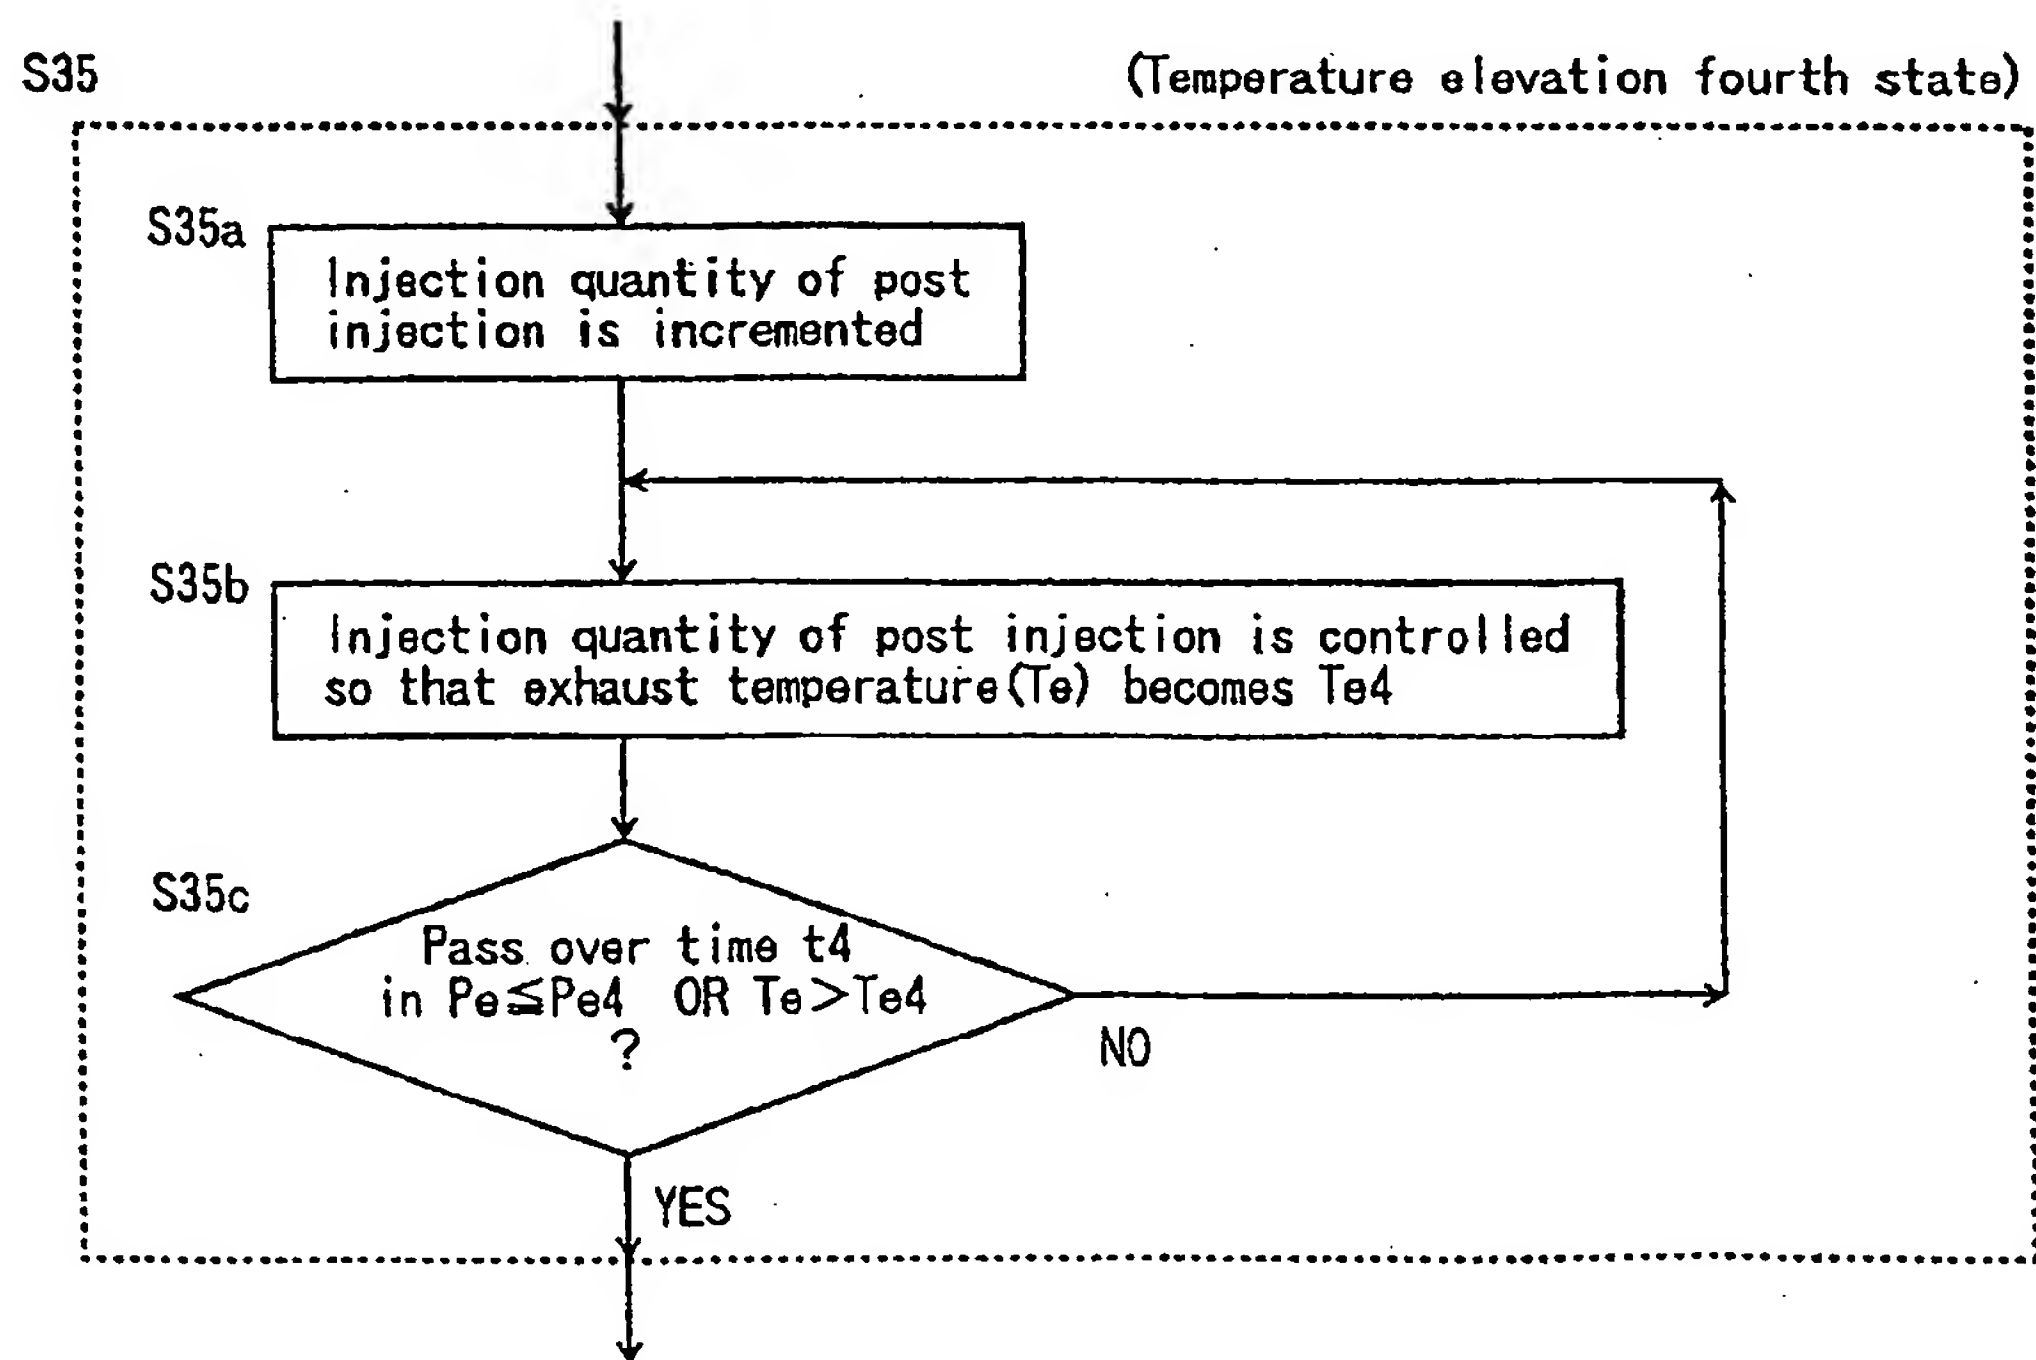 S35
(Temperature elevation fourth state)
S35a
Injection quantity of post
injection is incremented
S35b
Injection quantity of post injection is controlled
so that exhaust temperature(Te) becomes Te4
S35c
Pass over time t4
in Pe≦Pe4 OR Te>Te4
?
NO
YES